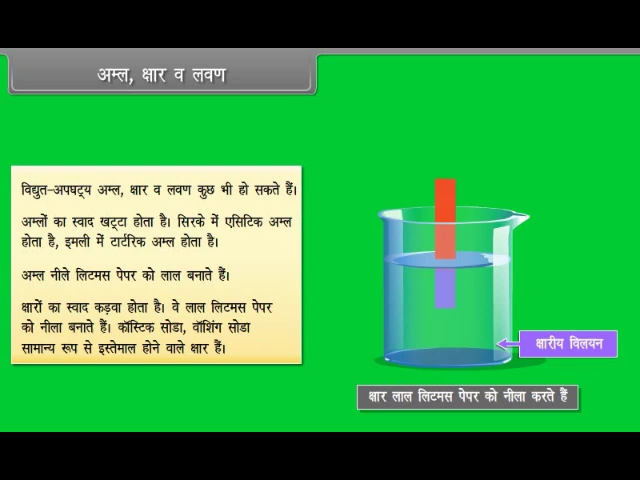 अम्ल, क्षार व लवण
विद्युत-अपघट्य अम्ल, क्षार व लवण कुछ भी हो सकते हैं।
अम्लों का स्वाद खट्टा होता है। सिरके में एसिटिक अम्ल
होता है, इमली में टार्टरिक अम्ल होता है।
अम्ल नीले लिटमस पेपर को लाल बनाते हैं।
क्षारों का स्वाद कड़वा होता है। वे लाल लिटमस पेपर
को नीला बनाते हैं। कॉस्टिक सोडा, वॉशिंग सोडा
सामान्य रूप से इस्तेमाल होने वाले क्षार हैं।
क्षारीय विलयन
क्षार लाल लिटमस पेपर को नीला करते हैं